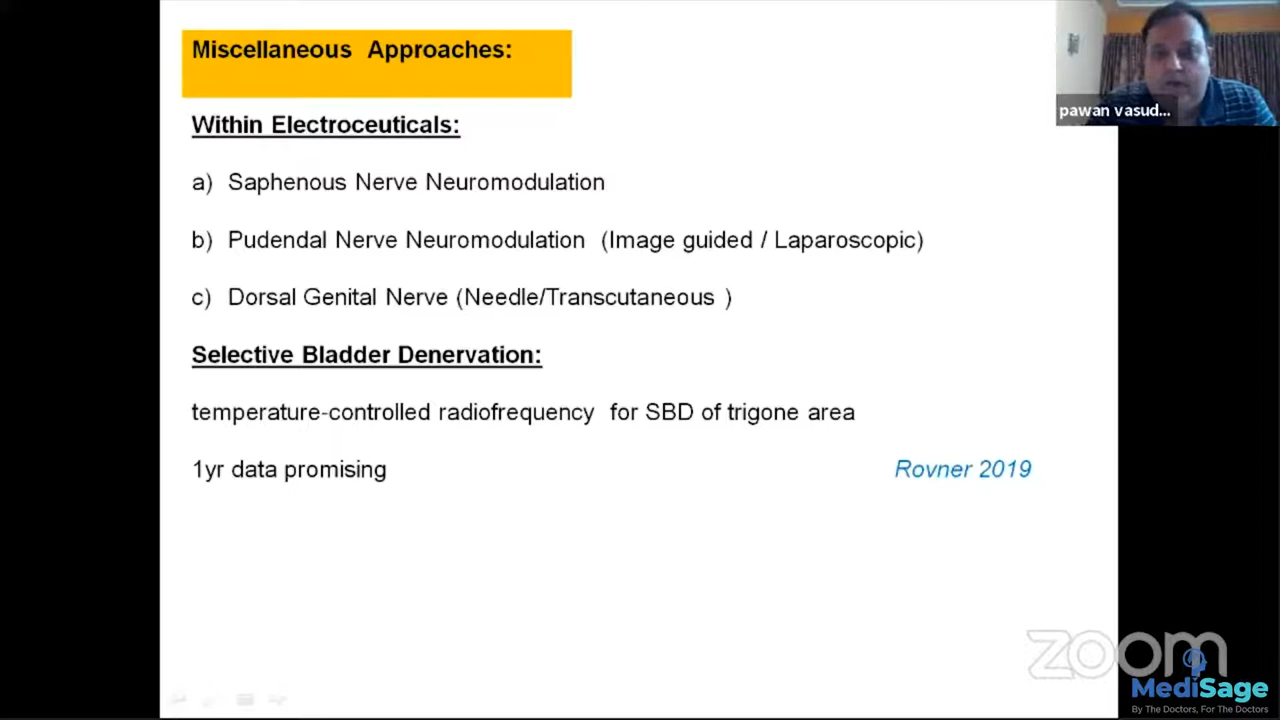 Miscellaneous Approaches:
pawan vasud...
Within Electroceuticals:
a) Saphenous Nerve Neuromodulation
b) Pudendal Nerve Neuromodulation (Image guided / Laparoscopic)
c) Dorsal Genital Nerve (Needle/Transcutaneous )
Selective Bladder Denervation:
temperature-controlled radiofrequency for SBD of trigone area
1yr data promising Rovner 2019
zoom
MediSage
By The Doctors, For The Doctors